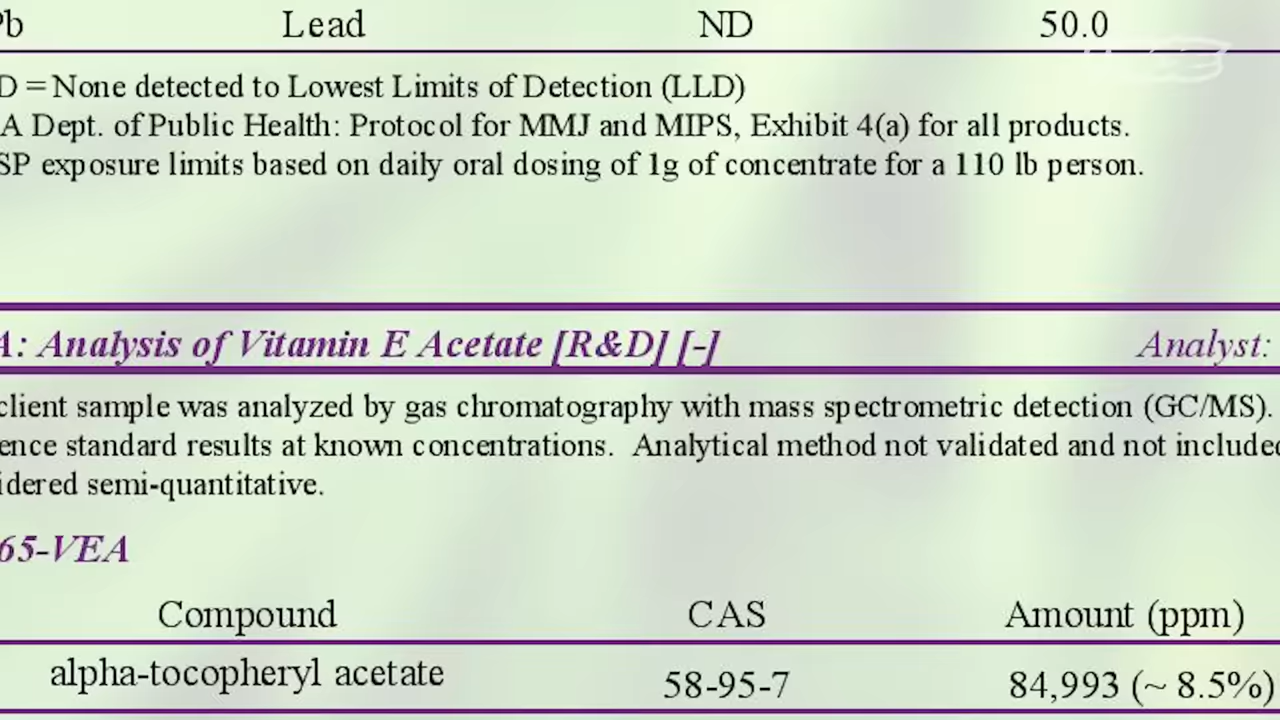 Pb Lead ND 50.0
D = None detected to Lowest Limits of Detection (LLD)
A Dept. of Public Health: Protocol for MMJ and MIPS, Exhibit 4(a) for all products.
SP exposure limits based on daily oral dosing of 1g of concentrate for a 110 lb person.
A: Analysis of Vitamin E Acetate [R&D] [-] Analyst:
client sample was analyzed by gas chromatography with mass spectrometric detection (GC/MS).
ence standard results at known concentrations. Analytical method not validated and not included
idered semi-quantitative.
65-VEA
Compound CAS Amount (ppm)
alpha-tocopheryl acetate 58-95-7 84,993 (~ 8.5%)